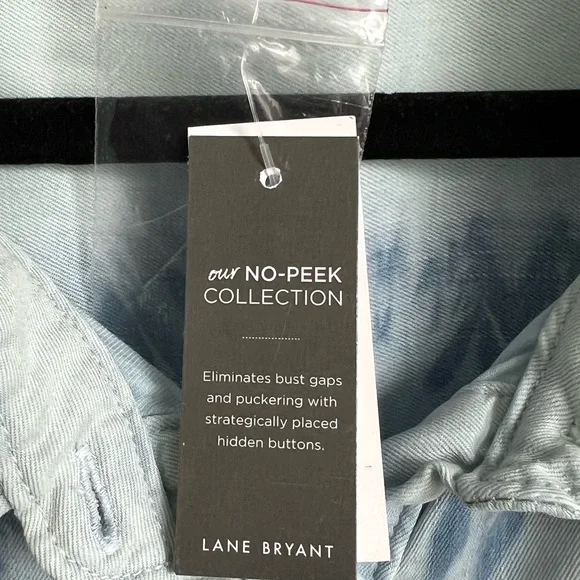 our NO-PEEK
COLLECTION
Eliminates bust gaps
and puckering with
strategically placed
hidden buttons.
LANE BRYANT